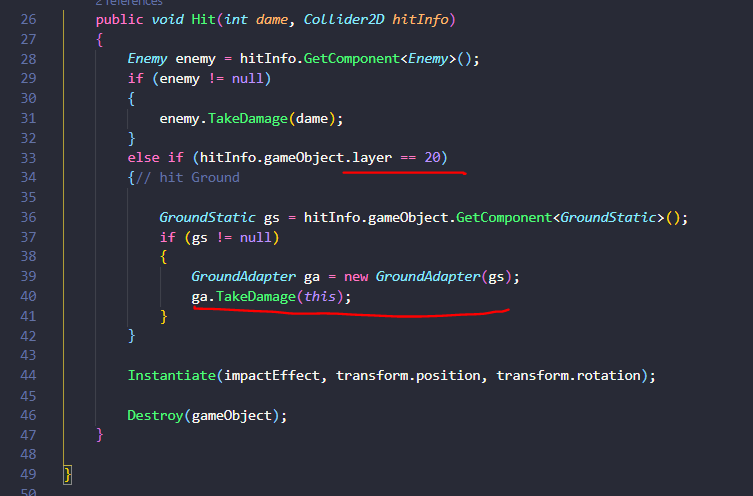 2 references
26 public void Hit(int dame, Collider2D hitInfo)
27 {
28 Enemy enemy = hitInfo.GetComponent<Enemy>();
29 if (enemy != null)
30 {
31 enemy.TakeDamage(dame);
32 }
33 else if (hitInfo.gameObject.layer == 20)
34 {// hit Ground
35
36 GroundStatic gs = hitInfo.gameObject.GetComponent<GroundStatic>();
37 if (gs != null)
38 {
39 GroundAdapter ga = new GroundAdapter(gs);
40 ga.TakeDamage(this);
41 }
42 }
43
44 Instantiate(impactEffect, transform.position, transform.rotation);
45
46 Destroy(gameObject);
47 }
48
49 }
50